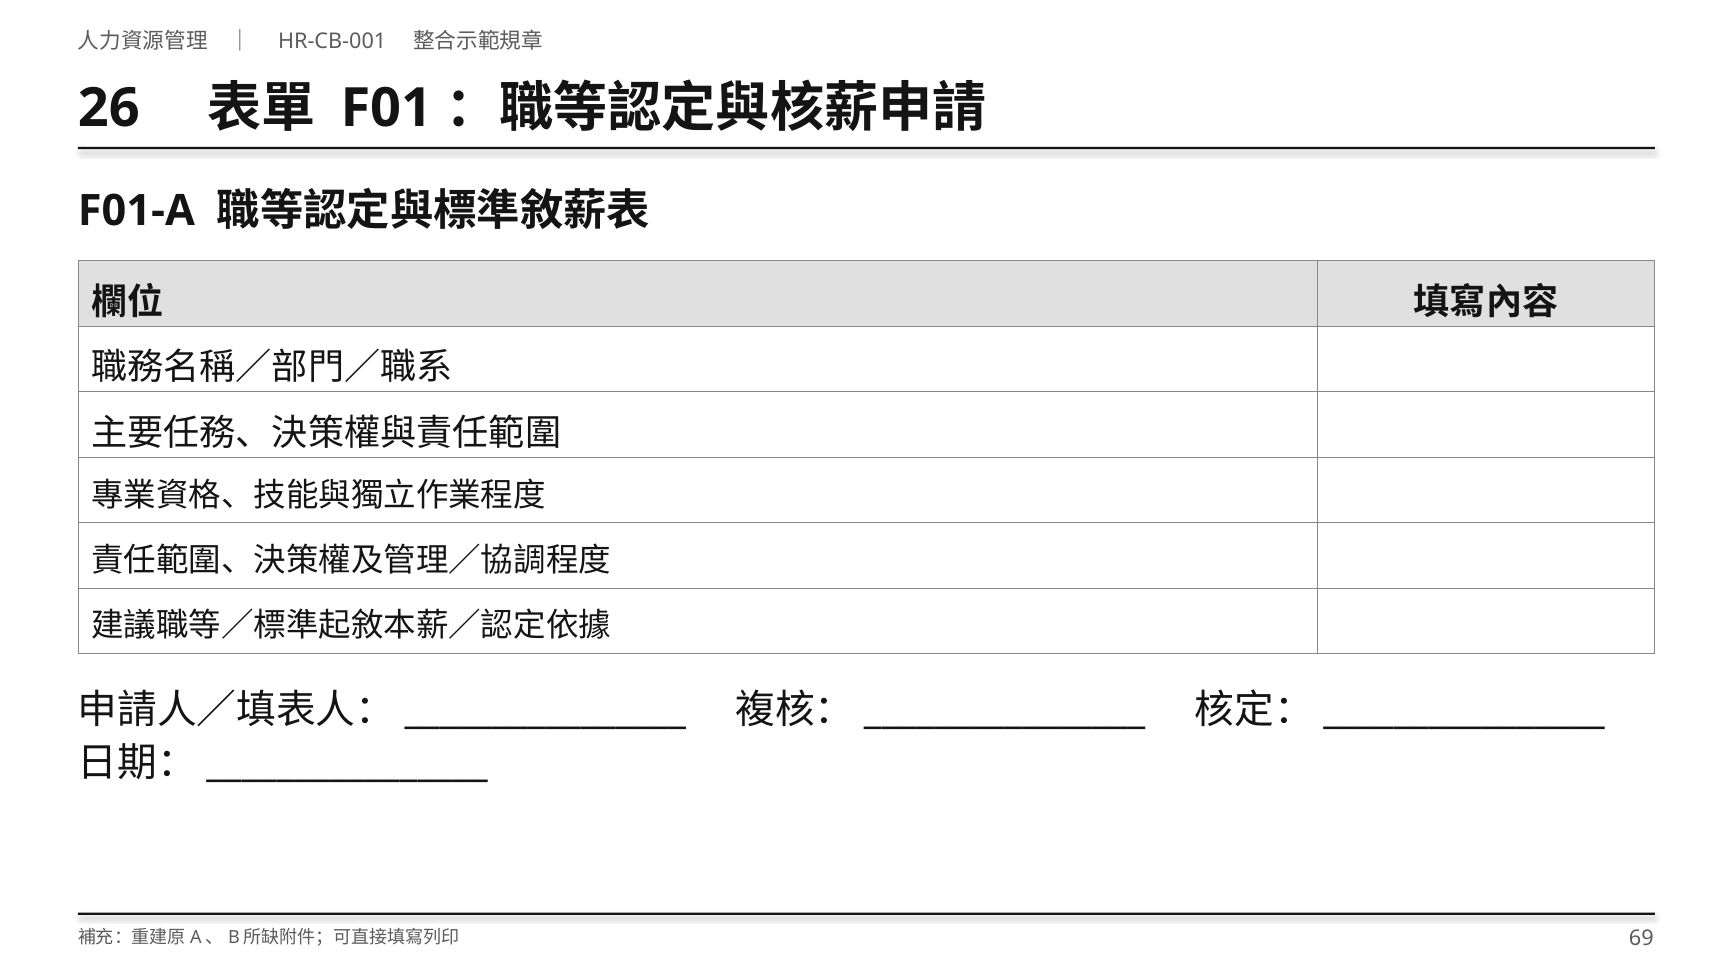 人力資源管理 ｜ HR-CB-001 整合示範規章
26 表單 F01：職等認定與核薪申請
F01-A 職等認定與標準敘薪表
欄位 填寫內容
職務名稱／部門／職系
主要任務、決策權與責任範圍
專業資格、技能與獨立作業程度
責任範圍、決策權及管理／協調程度
建議職等／標準起敘本薪／認定依據
申請人／填表人：________________ 複核：________________ 核定：________________
日期：________________
補充：重建原 A、B 所缺附件；可直接填寫列印 69